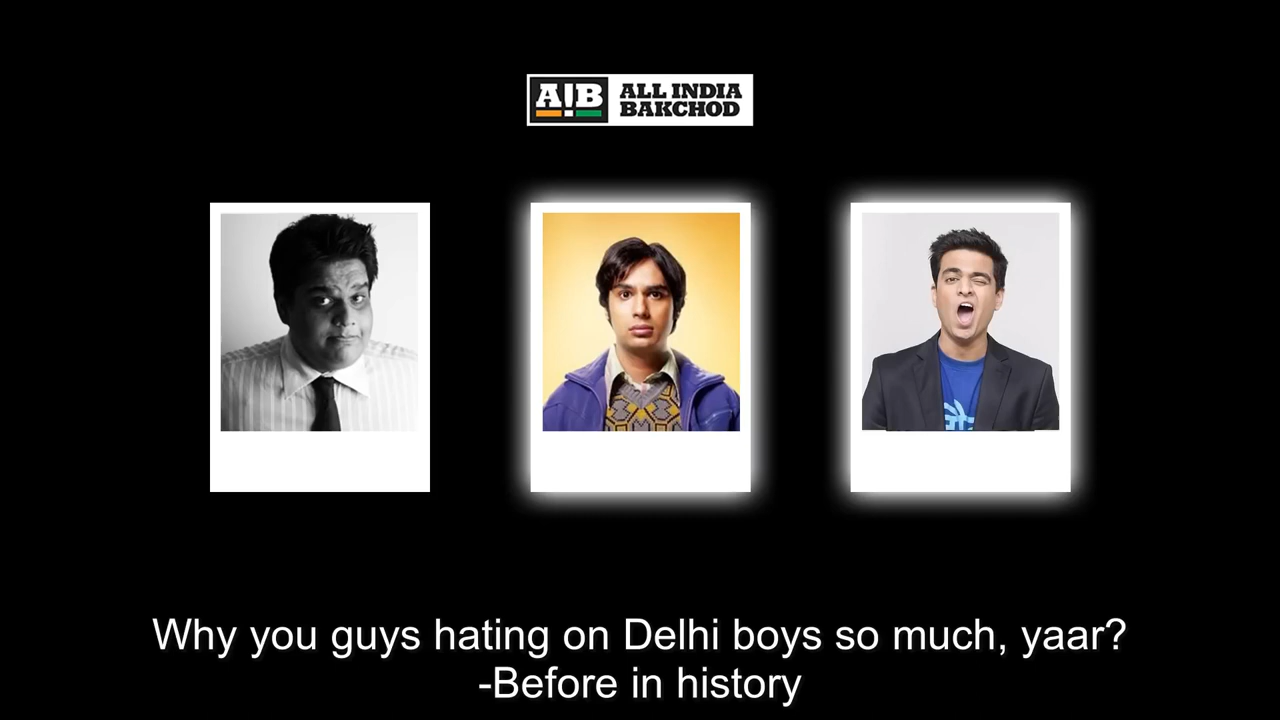 A!B ALL INDIA
BAKCHOD
Why you guys hating on Delhi boys so much, yaar?
-Before in history